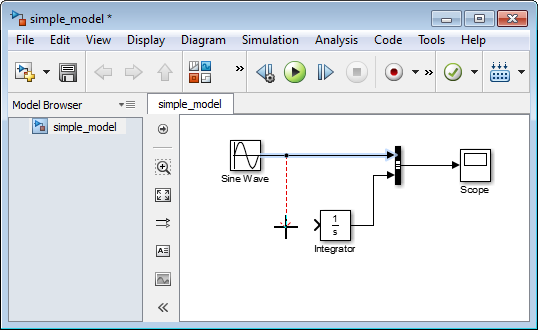 simple_model *
File Edit View Display Diagram Simulation Analysis Code Tools Help
» »
Model Browser
simple_model
simple_model
A
Sine Wave
Scope
1
s
Integrator